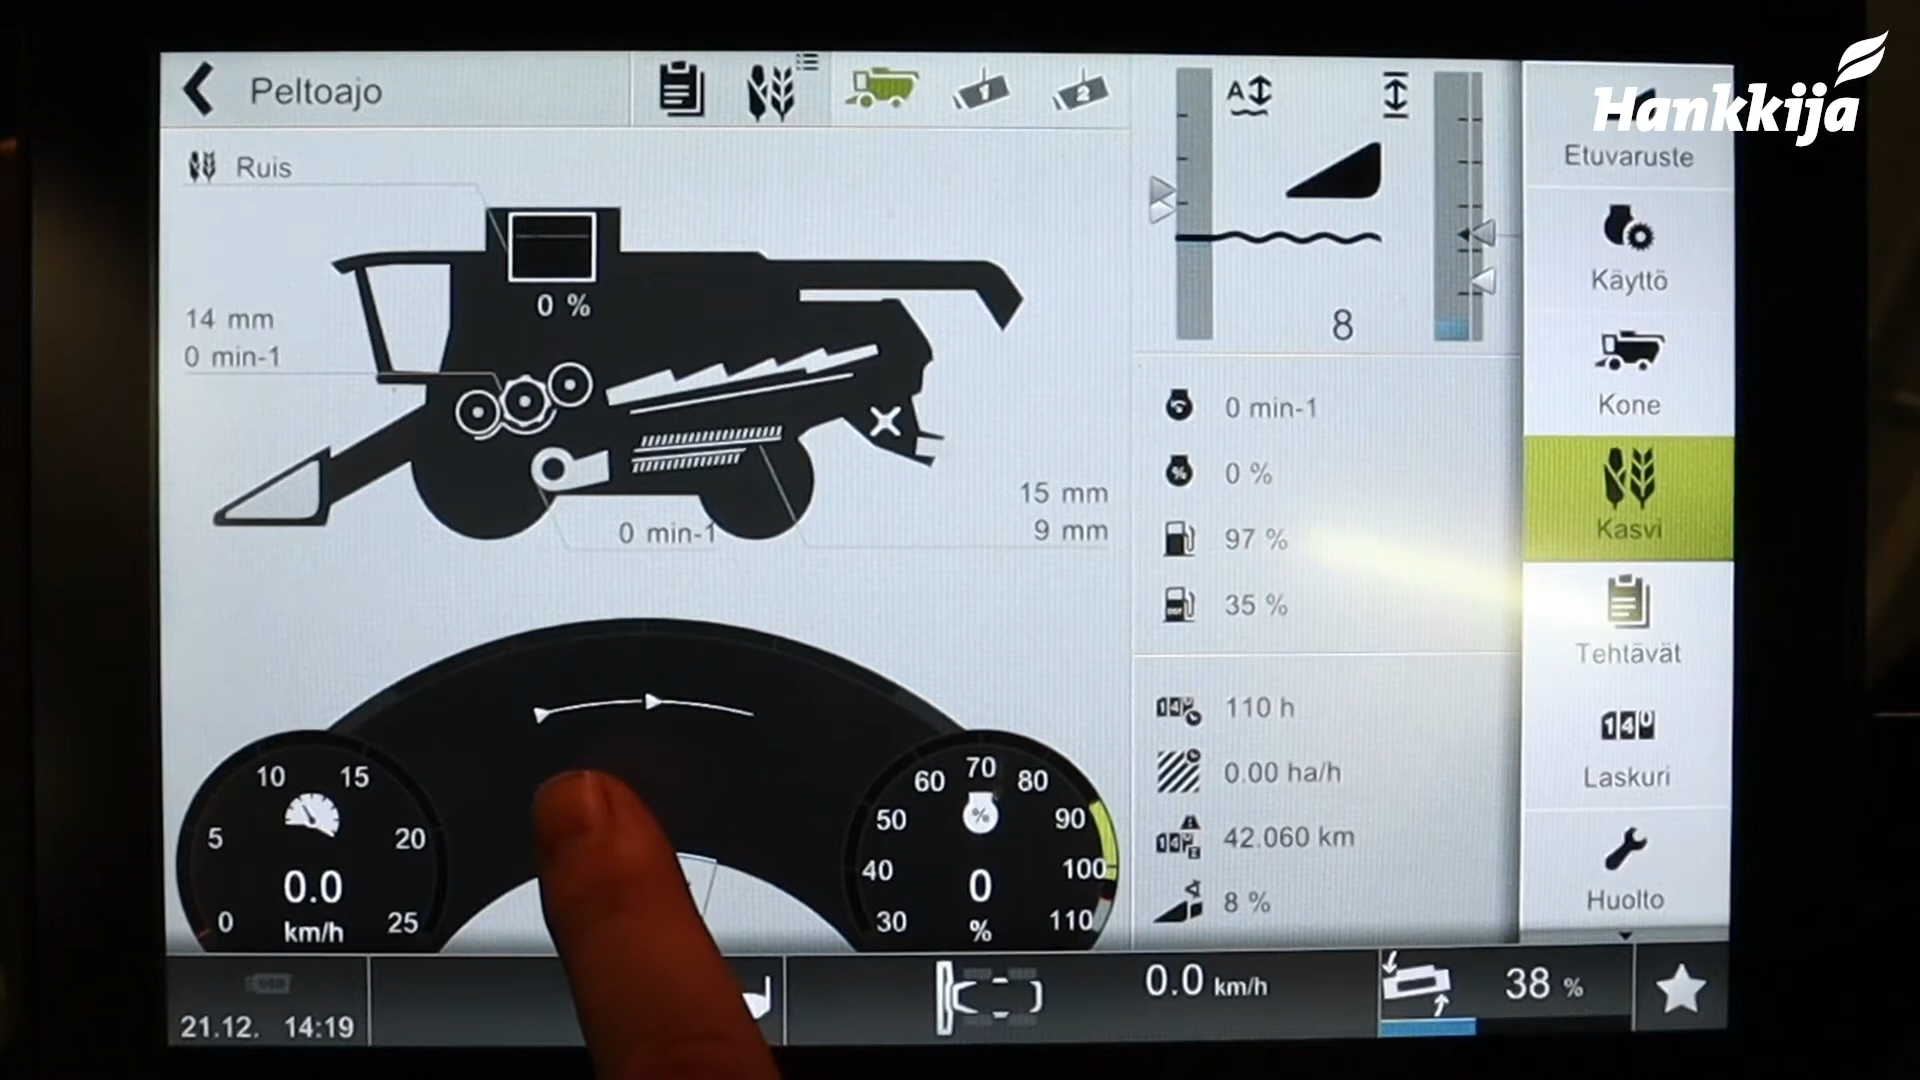 Hankkija
Peltoajo
1
2
A
Ruis
14 mm
0 min-1
0 %
0 min-1
15 mm
9 mm
8
0 min-1
0 %
97 %
35 %
110 h
0.00 ha/h
42.060 km
8 %
Etuvaruste
Käyttö
Kone
Kasvi
Tehtävät
Laskuri
Huolto
0
5
10
15
20
25
0.0
km/h
30
40
50
60
70
80
90
100
110
%
0
%
21.12. 14:19
0.0 km/h
38 %